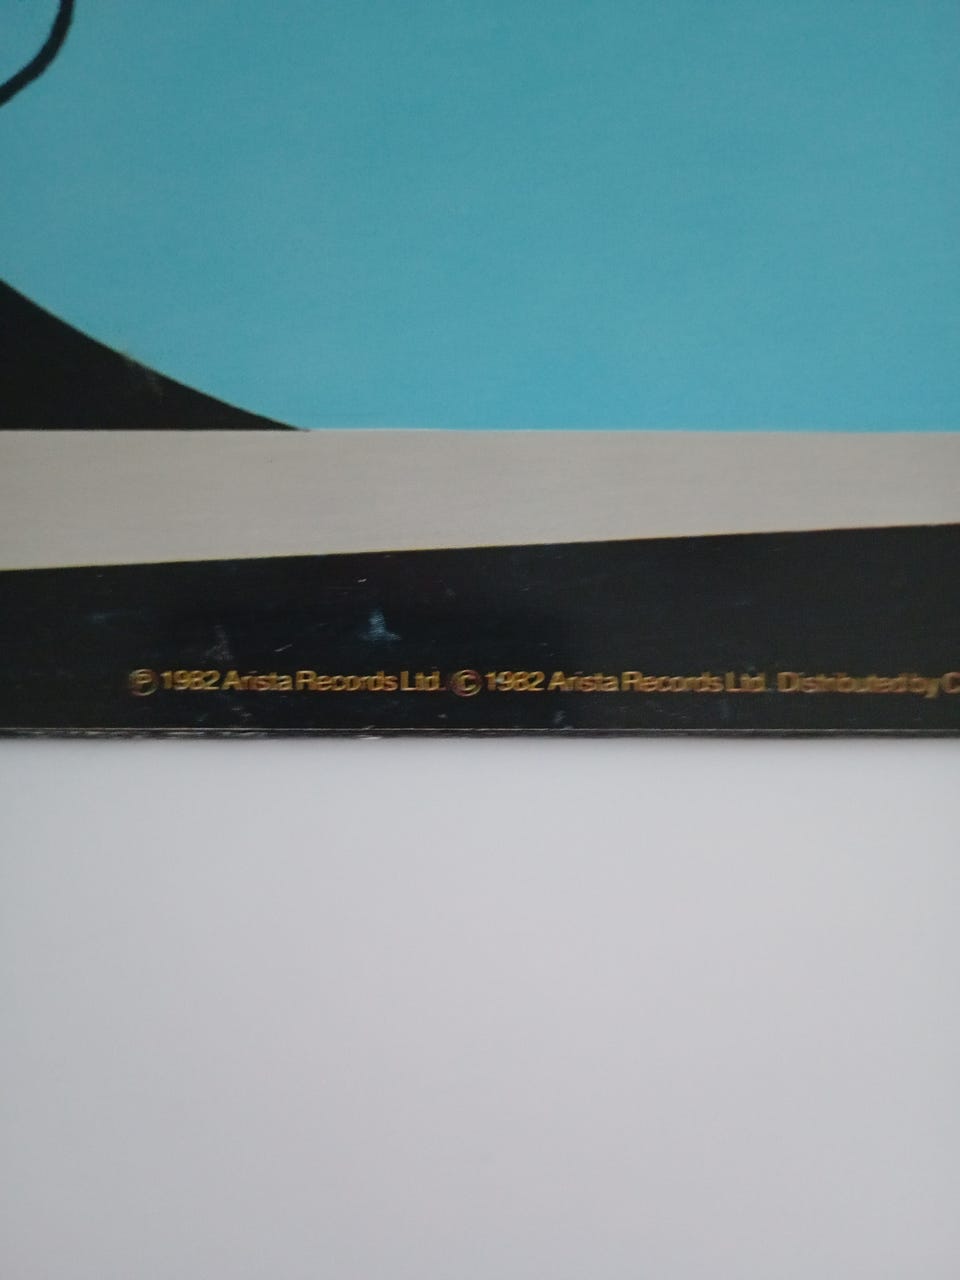 Ⓟ 1982 Arista Records Ltd. © 1982 Arista Records Ltd. Distributed by C